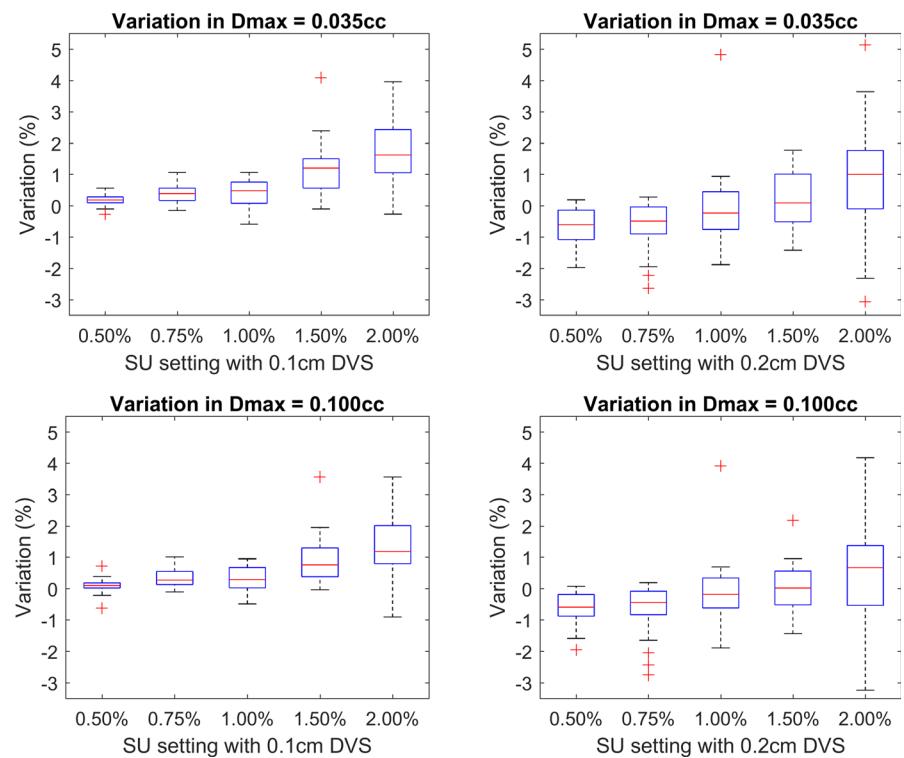 Variation in Dmax = 0.035cc
Variation (%)
5
4
3
2
1
0
-1
-2
-3
0.50% 0.75% 1.00% 1.50% 2.00%
SU setting with 0.1cm DVS
Variation in Dmax = 0.035cc
Variation (%)
5
4
3
2
1
0
-1
-2
-3
0.50% 0.75% 1.00% 1.50% 2.00%
SU setting with 0.2cm DVS
Variation in Dmax = 0.100cc
Variation (%)
5
4
3
2
1
0
-1
-2
-3
0.50% 0.75% 1.00% 1.50% 2.00%
SU setting with 0.1cm DVS
Variation in Dmax = 0.100cc
Variation (%)
5
4
3
2
1
0
-1
-2
-3
0.50% 0.75% 1.00% 1.50% 2.00%
SU setting with 0.2cm DVS